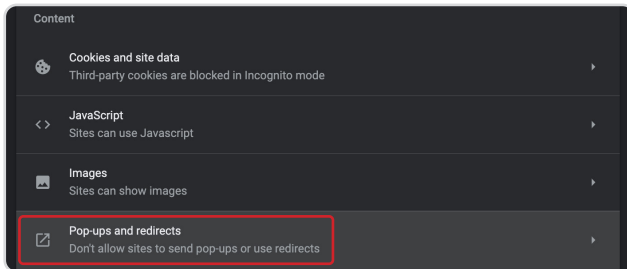 Content
Cookies and site data
Third-party cookies are blocked in Incognito mode
JavaScript
Sites can use Javascript
Images
Sites can show images
Pop-ups and redirects
Don't allow sites to send pop-ups or use redirects